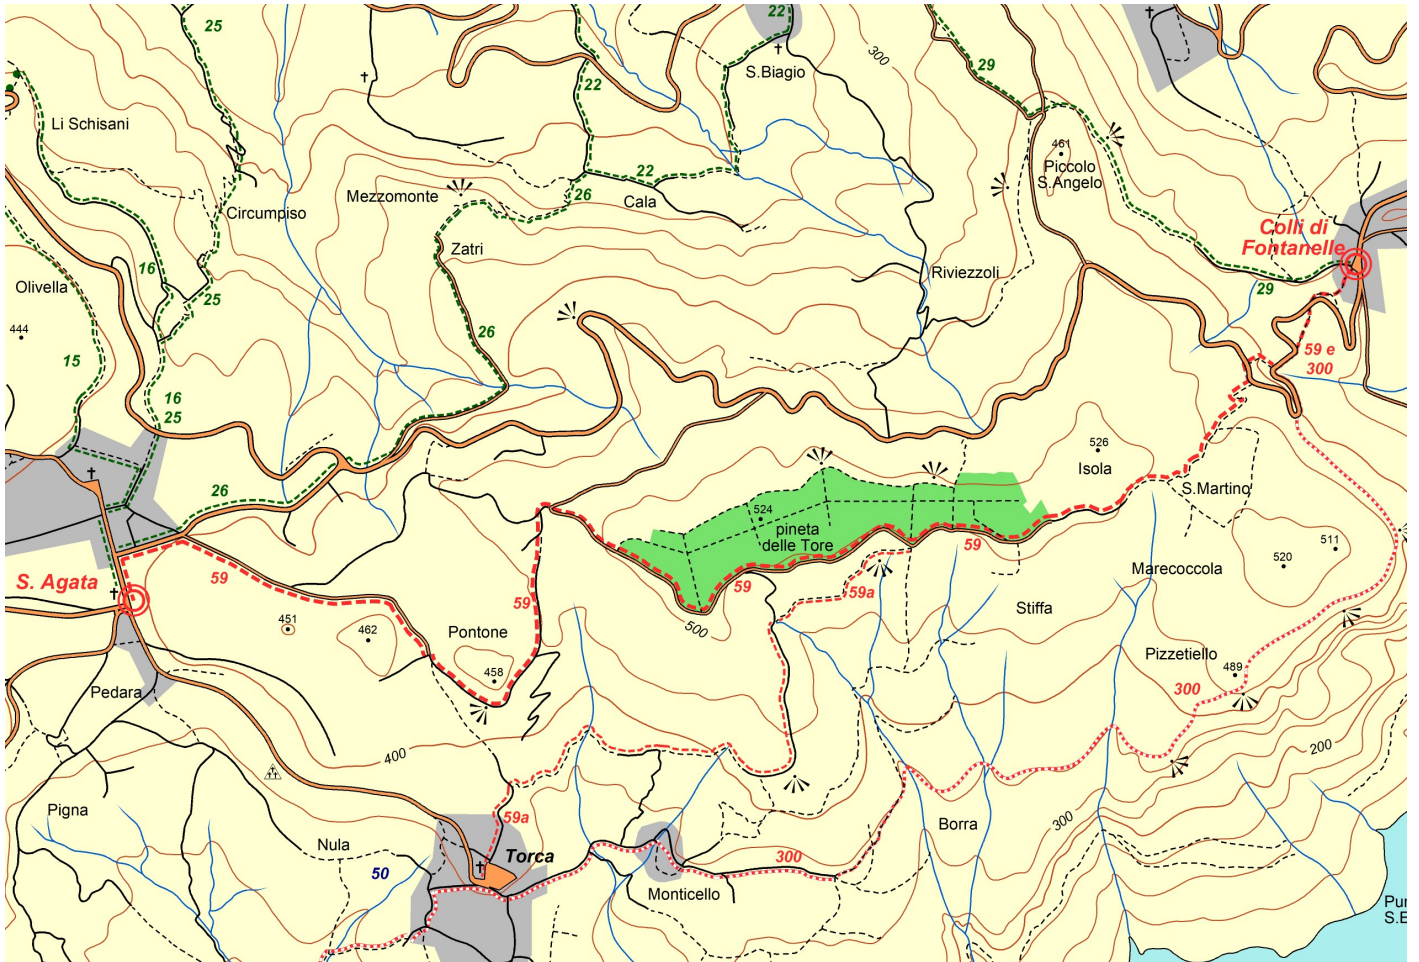 25
22
S.Biagio
300
29
Li Schisani
22
461
Piccolo
S.Angelo
22
Mezzomonte
26
Cala
Circumpiso
Colli di
Fontanelle
Zatri
16
Riviezzoli
Olivella
25
29
444
26
15
59 e
300
16
25
526
Isola
26
S.Martino
524
pineta
delle Tore
59
511
520
S. Agata
59
59
59
59a
Marecoccola
Stiffa
451
462
Pontone
500
458
Pizzetiello
489
Pedara
300
400
200
Pigna
59a
Borra
300
Nula
50
Torca
300
Monticello
Pun
S.E